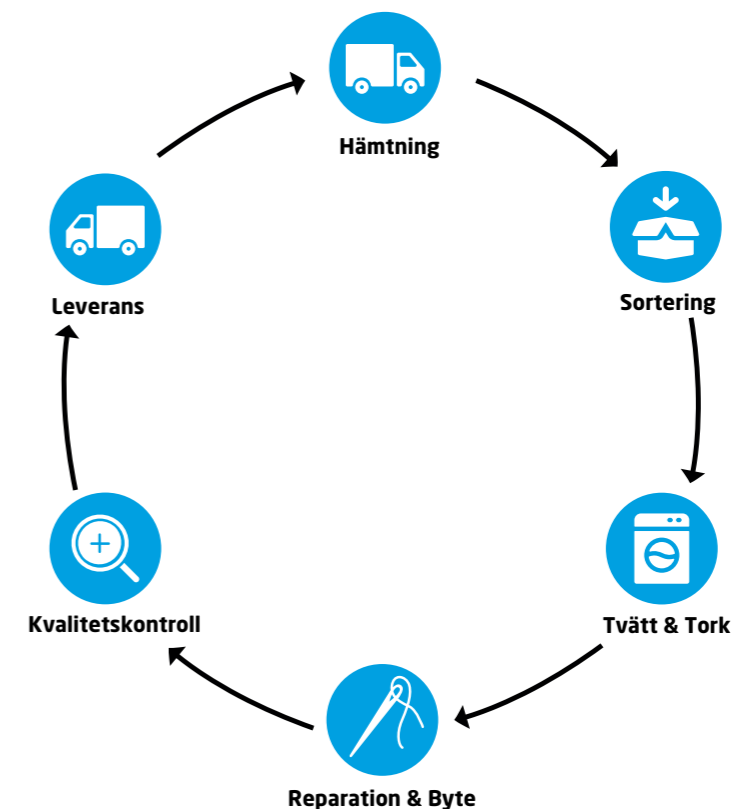 Hämtning
Sortering
Tvätt & Tork
Reparation & Byte
Kvalitetskontroll
Leverans